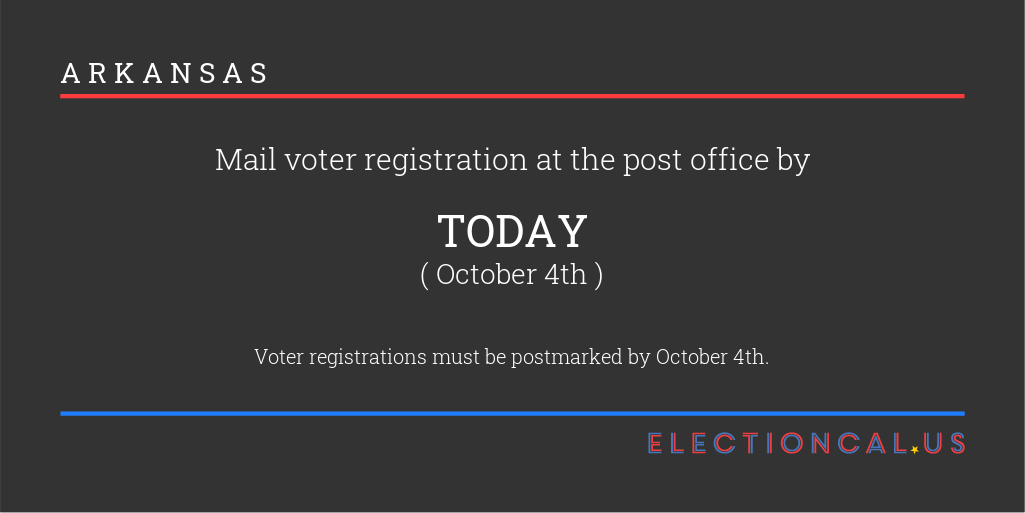 ARKANSAS
Mail voter registration at the post office by
TODAY
( October 4th )
Voter registrations must be postmarked by October 4th.
ELECTIONCAL.US